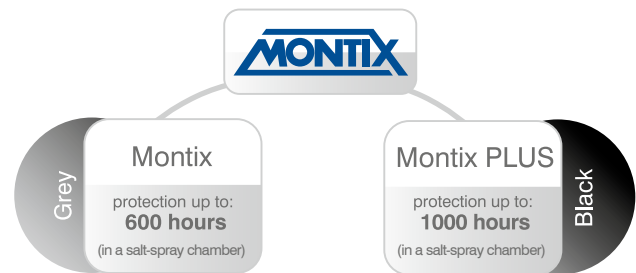 MONTIX
Grey
Montix
protection up to:
600 hours
(in a salt-spray chamber)
Montix PLUS
protection up to:
1000 hours
(in a salt-spray chamber)
Black